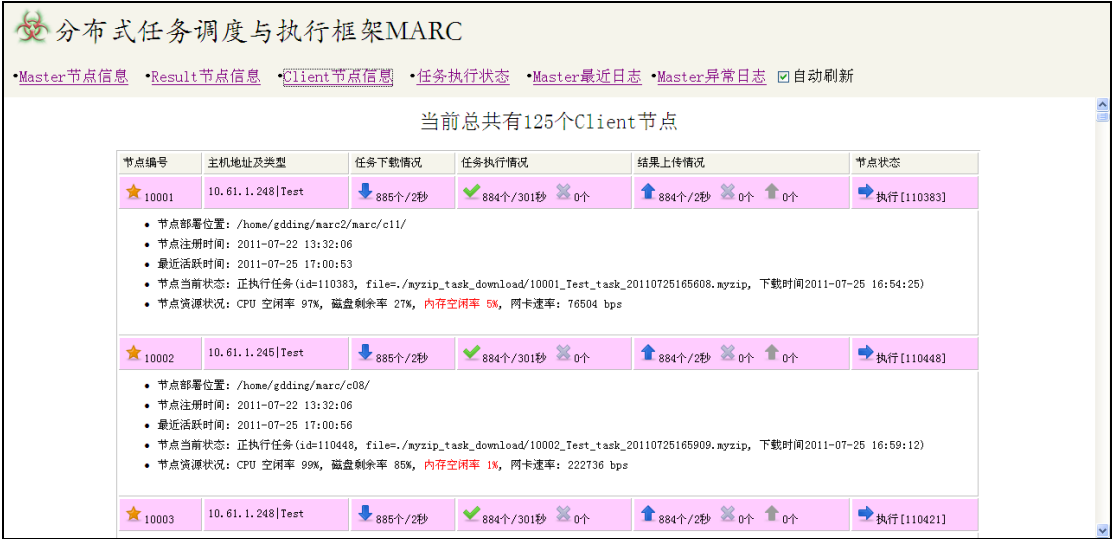 分布式任务调度与执行框架MARC
•Master节点信息 •Result节点信息 •Client节点信息 •任务执行状态 •Master最近日志 •Master异常日志 自动刷新
当前总共有125个Client节点
节点编号 主机地址及类型 任务下载情况 任务执行情况 结果上传情况 节点状态
10001 10.61.1.248|Test 885个/2秒 884个/301秒 0个 884个/2秒 0个 0个 执行[110383]
• 节点部署位置: /home/gdding/marc2/marc/c11/
• 节点注册时间: 2011-07-22 13:32:06
• 最近活跃时间: 2011-07-25 17:00:53
• 节点当前状态: 正执行任务(id=110383, file=./myzip_task_download/10001_Test_task_20110725165608.myzip, 下载时间2011-07-25 16:54:25)
• 节点资源状况: CPU 空闲率 97%, 磁盘剩余率 27%, 内存空闲率 5%, 网卡速率: 76504 bps
10002 10.61.1.245|Test 885个/2秒 884个/301秒 0个 884个/2秒 0个 0个 执行[110448]
• 节点部署位置: /home/gdding/marc/c08/
• 节点注册时间: 2011-07-22 13:32:06
• 最近活跃时间: 2011-07-25 17:00:56
• 节点当前状态: 正执行任务(id=110448, file=./myzip_task_download/10002_Test_task_20110725165909.myzip, 下载时间2011-07-25 16:59:12)
• 节点资源状况: CPU 空闲率 99%, 磁盘剩余率 85%, 内存空闲率 1%, 网卡速率: 222736 bps
10003 10.61.1.248|Test 885个/2秒 884个/301秒 0个 884个/2秒 0个 0个 执行[110421]